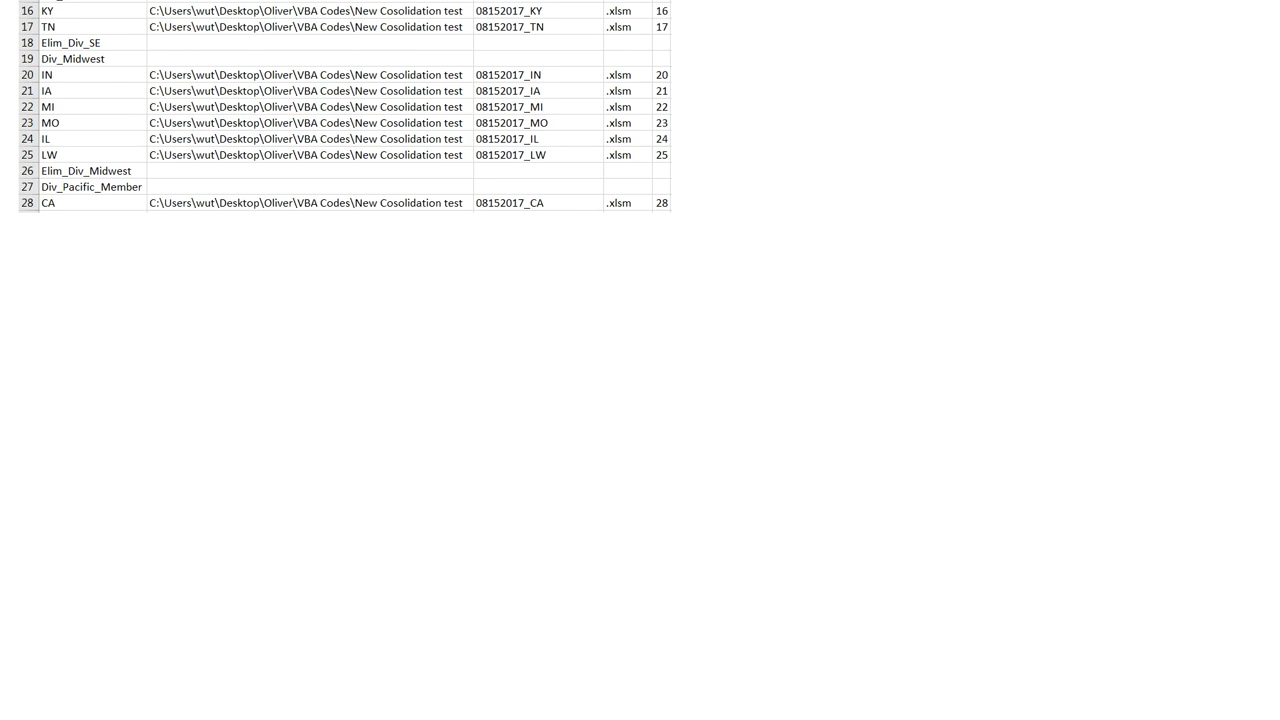 16 KY C:\Users\wut\Desktop\Oliver\VBA Codes\New Cosolidation test 08152017_KY .xlsm 16
17 TN C:\Users\wut\Desktop\Oliver\VBA Codes\New Cosolidation test 08152017_TN .xlsm 17
18 Elim_Div_SE
19 Div_Midwest
20 IN C:\Users\wut\Desktop\Oliver\VBA Codes\New Cosolidation test 08152017_IN .xlsm 20
21 IA C:\Users\wut\Desktop\Oliver\VBA Codes\New Cosolidation test 08152017_IA .xlsm 21
22 MI C:\Users\wut\Desktop\Oliver\VBA Codes\New Cosolidation test 08152017_MI .xlsm 22
23 MO C:\Users\wut\Desktop\Oliver\VBA Codes\New Cosolidation test 08152017_MO .xlsm 23
24 IL C:\Users\wut\Desktop\Oliver\VBA Codes\New Cosolidation test 08152017_IL .xlsm 24
25 LW C:\Users\wut\Desktop\Oliver\VBA Codes\New Cosolidation test 08152017_LW .xlsm 25
26 Elim_Div_Midwest
27 Div_Pacific_Member
28 CA C:\Users\wut\Desktop\Oliver\VBA Codes\New Cosolidation test 08152017_CA .xlsm 28